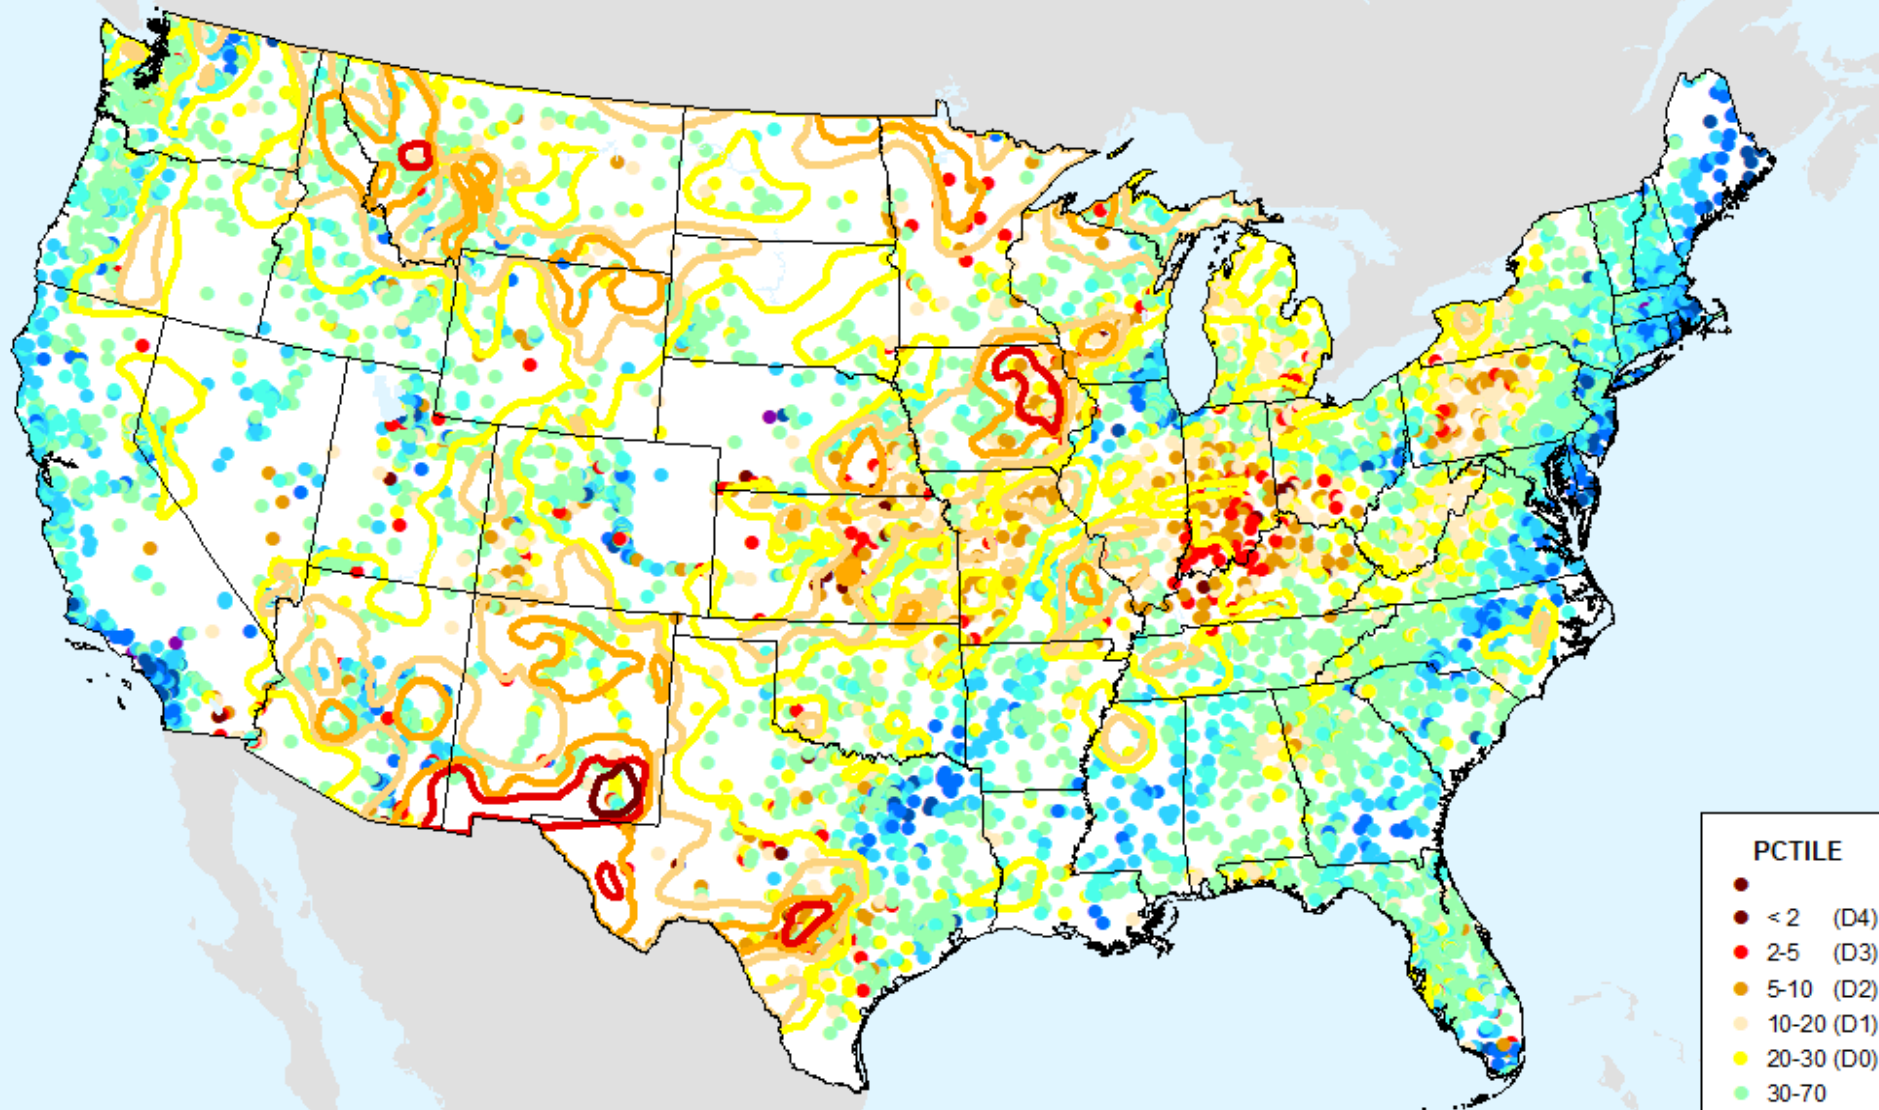 PCTILE
< 2 (D4)
2-5 (D3)
5-10 (D2)
10-20 (D1)
20-30 (D0)
30-70